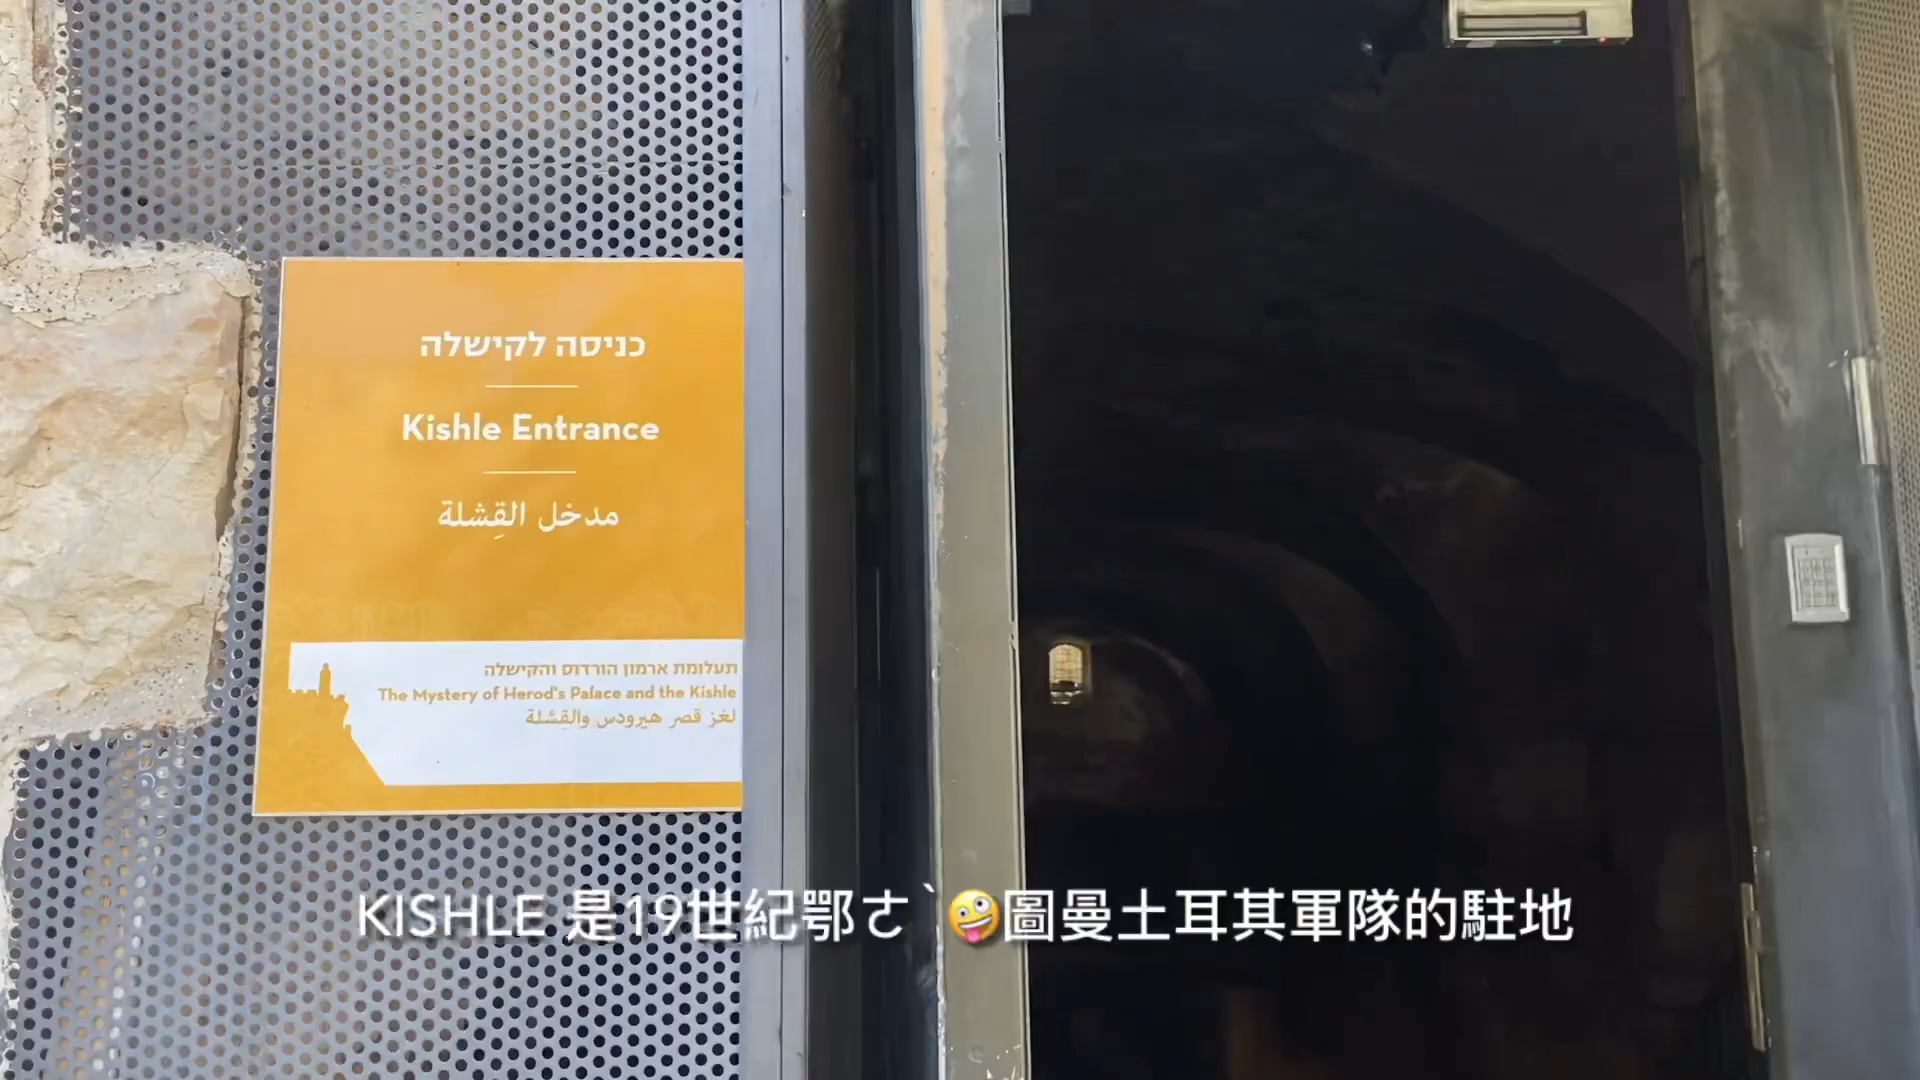 כניסה לקישלה
Kishle Entrance
مدخل القِشلة
תעלומת ארמון הורדוס והקישלה
The Mystery of Herod's Palace and the Kishle
لغز قصر هيرودس والقِشلة
KISHLE 是19世紀鄂ㄜˋ🤪圖曼土耳其軍隊的駐地